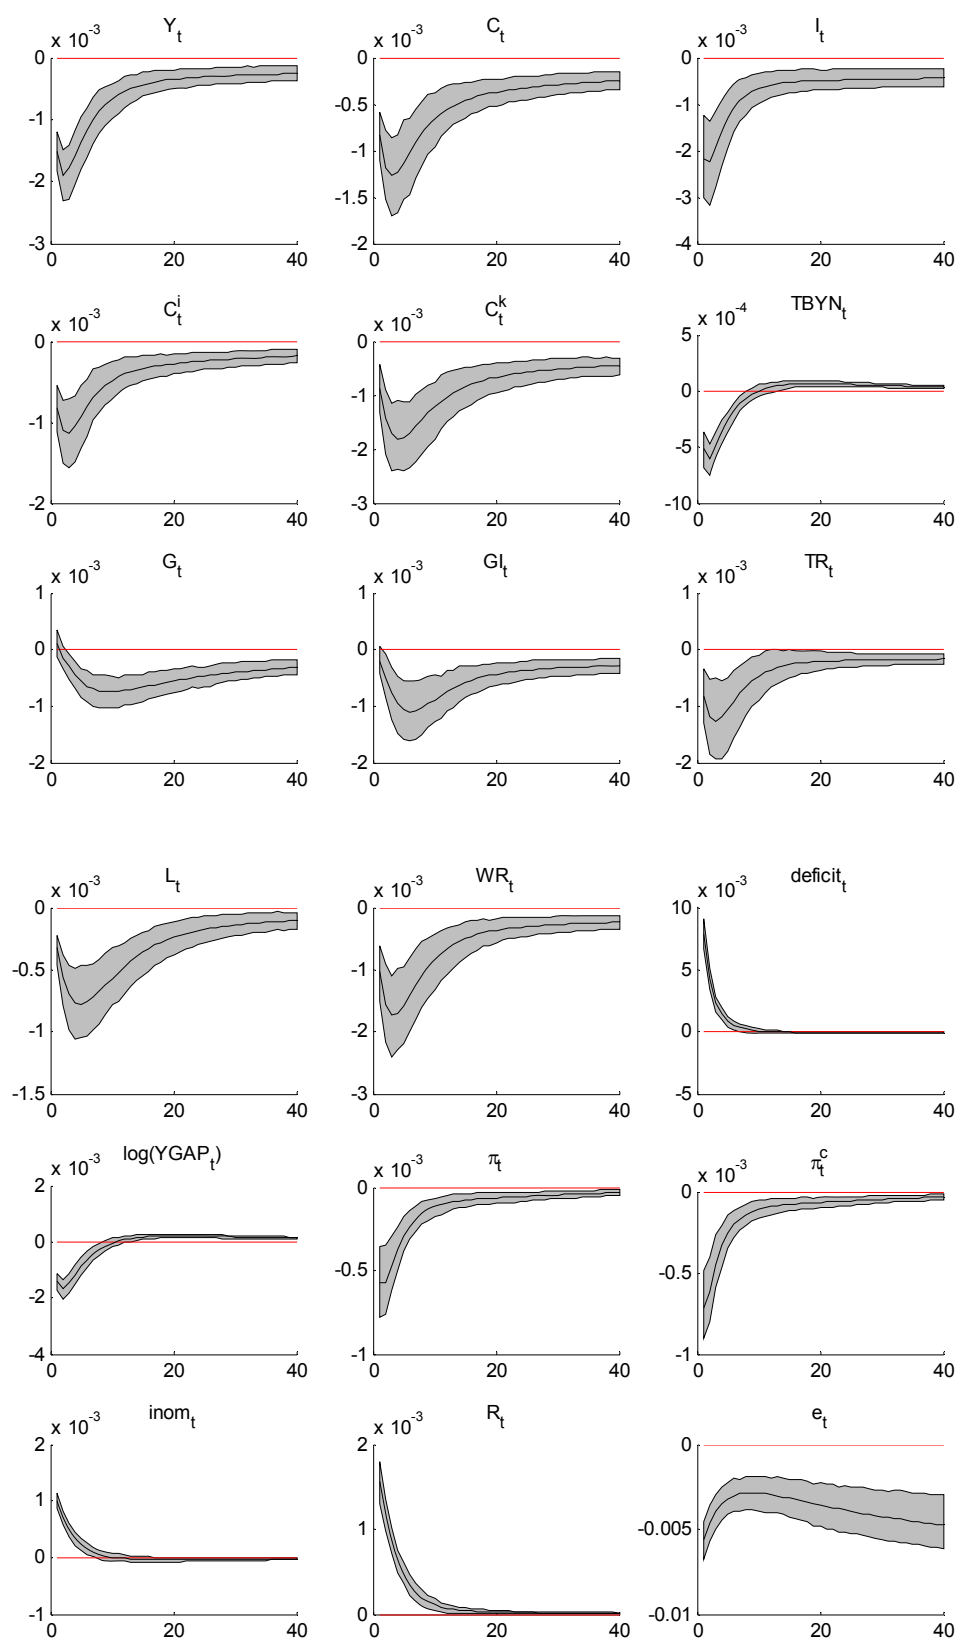 x 10^-3 Y_t x 10^-3 C_t x 10^-3 I_t
0 0 0
-1 -0.5 -1
-2 -1 -2
-3 -1.5 -3
-2 -4
0 20 40 0 20 40 0 20 40
x 10^-3 C_t^i x 10^-3 C_t^k x 10^-4 TBYN_t
0 0 5
-1 -1 0
-2 -2 -5
-3 -10
0 20 40 0 20 40 0 20 40
x 10^-3 G_t x 10^-3 GI_t x 10^-3 TR_t
1 1 1
0 0 0
-1 -1 -1
-2 -2 -2
0 20 40 0 20 40 0 20 40
x 10^-3 L_t x 10^-3 WR_t x 10^-3 deficit_t
0 0 10
-0.5 -1 5
-1 -2 0
-1.5 -3 -5
0 20 40 0 20 40 0 20 40
x 10^-3 log(YGAP_t) x 10^-3 π_t x 10^-3 π_t^c
2 0 0
0 -0.5 -0.5
-2 -1 -1
-4
0 20 40 0 20 40 0 20 40
x 10^-3 inom_t x 10^-3 R_t e_t
2 2 0
1 1 -0.005
0 0 -0.01
-1
0 20 40 0 20 40 0 20 40